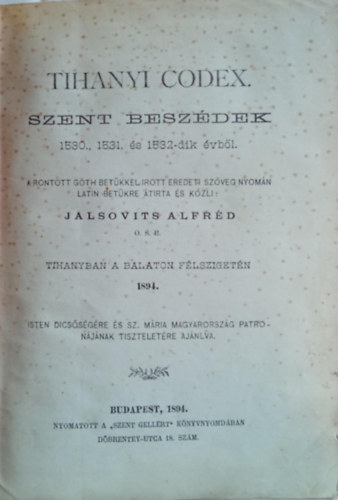 TIHANYI CODEX.
SZENT BESZÉDEK
1530., 1531. és 1532-dik évből.
A RONTOTT GÓTH BETŰKKEL IROTT EREDETI SZÖVEG NYOMÁN
LATIN BETŰKRE ÁTIRTA ÉS KÖZLI:
JALSOVITS ALFRÉD
O. S. B.
TIHANYBAN A BALATON FÉLSZIGETÉN
1894.
ISTEN DICSŐSÉGÉRE ÉS SZ. MÁRIA MAGYARORSZÁG PATRO-
NÁJÁNAK TISZTELETÉRE AJÁNLVA.
BUDAPEST, 1894.
NYOMATOTT A „SZENT GELLÉRT" KÖNYVNYOMDÁBAN
DÖBRENTEY-UTCA 18. SZÁM.